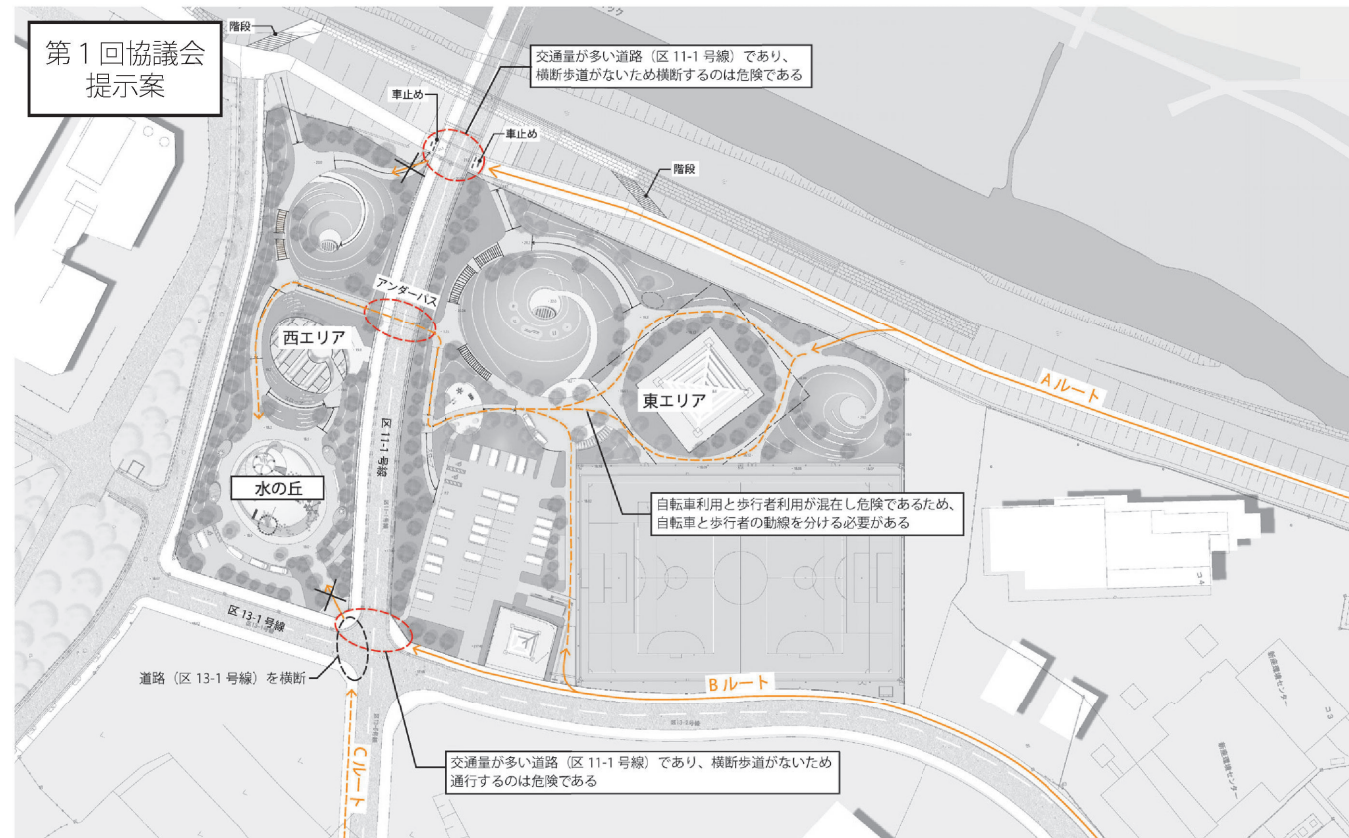 第1回協議会
提示案
階段
ック
交通量が多い道路（区 11-1 号線）であり、
横断歩道がないため横断するのは危険である
車止め
車止め
階段
アンダーパス
西エリア
東エリア
Aルート
区 11-1 号線
水の丘
自転車利用と歩行者利用が混在し危険であるため、
自転車と歩行者の動線を分ける必要がある
区 13-1 号線
道路（区 13-1 号線）を横断
Bルート
Cルート
交通量が多い道路（区 11-1 号線）であり、横断歩道がないため
通行するのは危険である
コ4
コ3